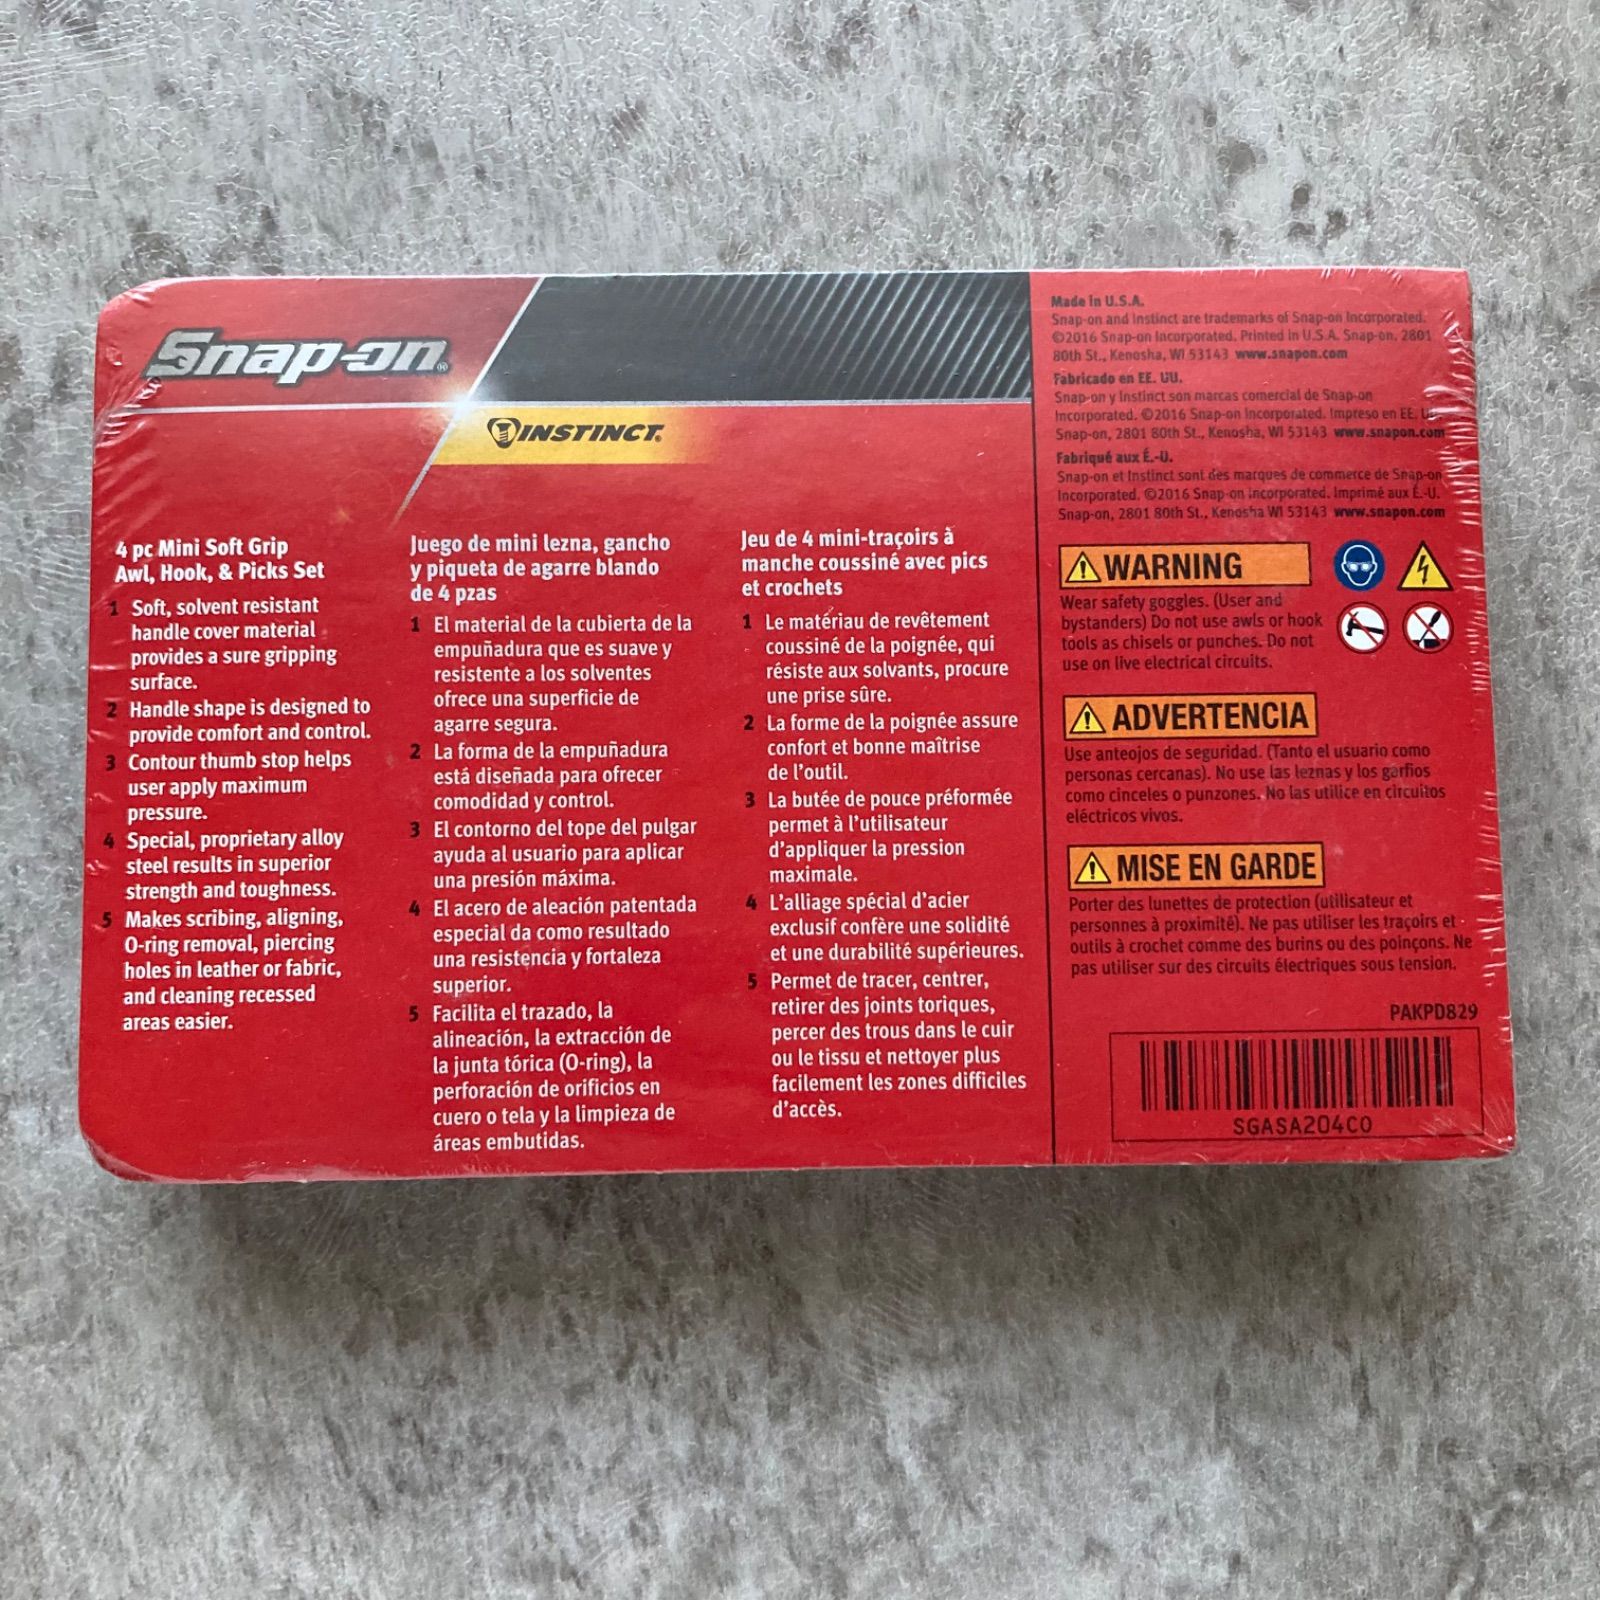 Snap-on®
INSTINCT.
4 pc Mini Soft Grip
Awl, Hook, & Picks Set
1 Soft, solvent resistant
handle cover material
provides a sure gripping
surface.
2 Handle shape is designed to
provide comfort and control.
3 Contour thumb stop helps
user apply maximum
pressure.
4 Special, proprietary alloy
steel results in superior
strength and toughness.
5 Makes scribing, aligning,
O-ring removal, piercing
holes in leather or fabric,
and cleaning recessed
areas easier.
Juego de mini lezna, gancho
y piqueta de agarre blando
de 4 pzas
1 El material de la cubierta de la
empuñadura que es suave y
resistente a los solventes
ofrece una superficie de
agarre segura.
2 La forma de la empuñadura
está diseñada para ofrecer
comodidad y control.
3 El contorno del tope del pulgar
ayuda al usuario para aplicar
una presión máxima.
4 El acero de aleación patentada
especial da como resultado
una resistencia y fortaleza
superior.
5 Facilita el trazado, la
alineación, la extracción de
la junta tórica (O-ring), la
perforación de orificios en
cuero o tela y la limpieza de
áreas embutidas.
Jeu de 4 mini-traçoirs à
manche coussiné avec pics
et crochets
1 Le matériau de revêtement
coussiné de la poignée, qui
résiste aux solvants, procure
une prise sûre.
2 La forme de la poignée assure
confort et bonne maîtrise
de l'outil.
3 La butée de pouce préformée
permet à l'utilisateur
d'appliquer la pression
maximale.
4 L'alliage spécial d'acier
exclusif confère une solidité
et une durabilité supérieures.
5 Permet de tracer, centrer,
retirer des joints toriques,
percer des trous dans le cuir
ou le tissu et nettoyer plus
facilement les zones difficiles
d'accès.
Made in U.S.A.
Snap-on and Instinct are trademarks of Snap-on Incorporated.
©2016 Snap-on Incorporated. Printed in U.S.A. Snap-on, 2801
80th St., Kenosha, WI 53143 www.snapon.com
Fabricado en EE. UU.
Snap-on y Instinct son marcas comercial de Snap-on
Incorporated. ©2016 Snap-on Incorporated. Impreso en EE.
Snap-on, 2801 80th St., Kenosha, WI 53143 www.snapon.com
Fabriqué aux É.-U.
Snap-on et Instinct sont des marques de commerce de Snap-on
Incorporated. ©2016 Snap-on Incorporated. Imprimé aux É.-U.
Snap-on, 2801 80th St., Kenosha WI 53143 www.snapon.com
WARNING
Wear safety goggles. (User and
bystanders) Do not use awls or hook
tools as chisels or punches. Do not
use on live electrical circuits.
ADVERTENCIA
Use anteojos de seguridad. (Tanto el usuario como
personas cercanas). No use las leznas y los garfios
como cinceles o punzones. No las utilice en circuitos
eléctricos vivos.
MISE EN GARDE
Porter des lunettes de protection (utilisateur et
personnes à proximité). Ne pas utiliser les traçoirs et
outils à crochet comme des burins ou des poinçons. Ne
pas utiliser sur des circuits électriques sous tension.
PAKPD829
SGASA204CO